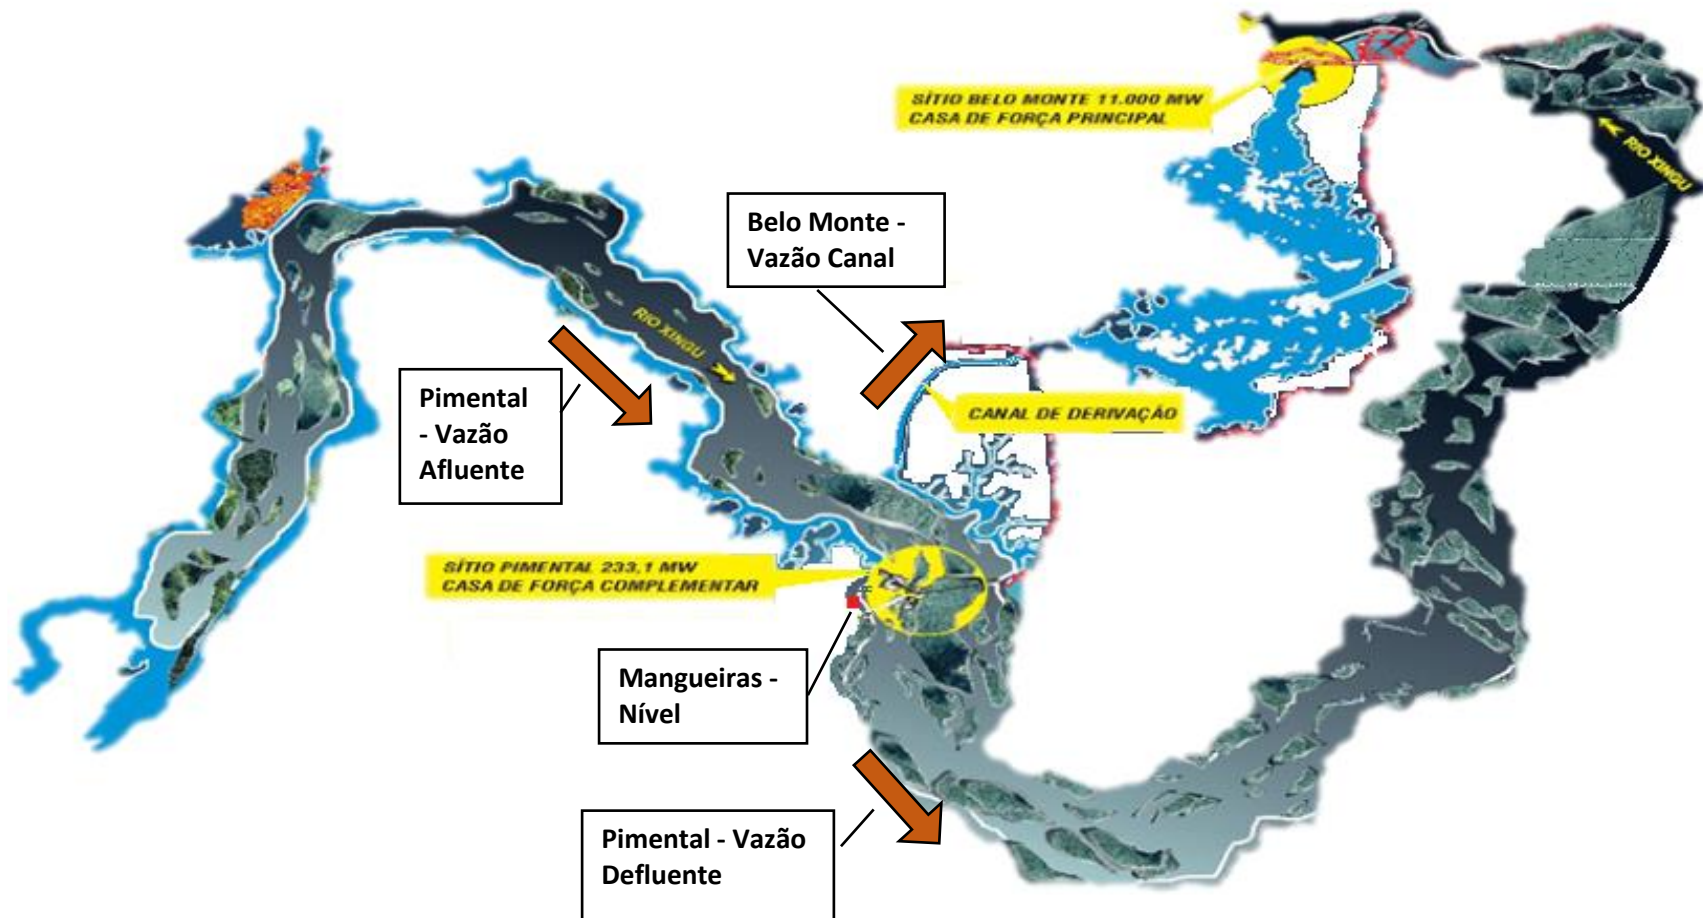 SÍTIO BELO MONTE 11.000 MW
CASA DE FORÇA PRINCIPAL
RIO XINGU
Belo Monte -
Vazão Canal
RIO XINGU
Pimental
- Vazão
Afluente
CANAL DE DERIVAÇÃO
SÍTIO PIMENTAL 233,1 MW
CASA DE FORÇA COMPLEMENTAR
Mangueiras -
Nível
Pimental - Vazão
Defluente